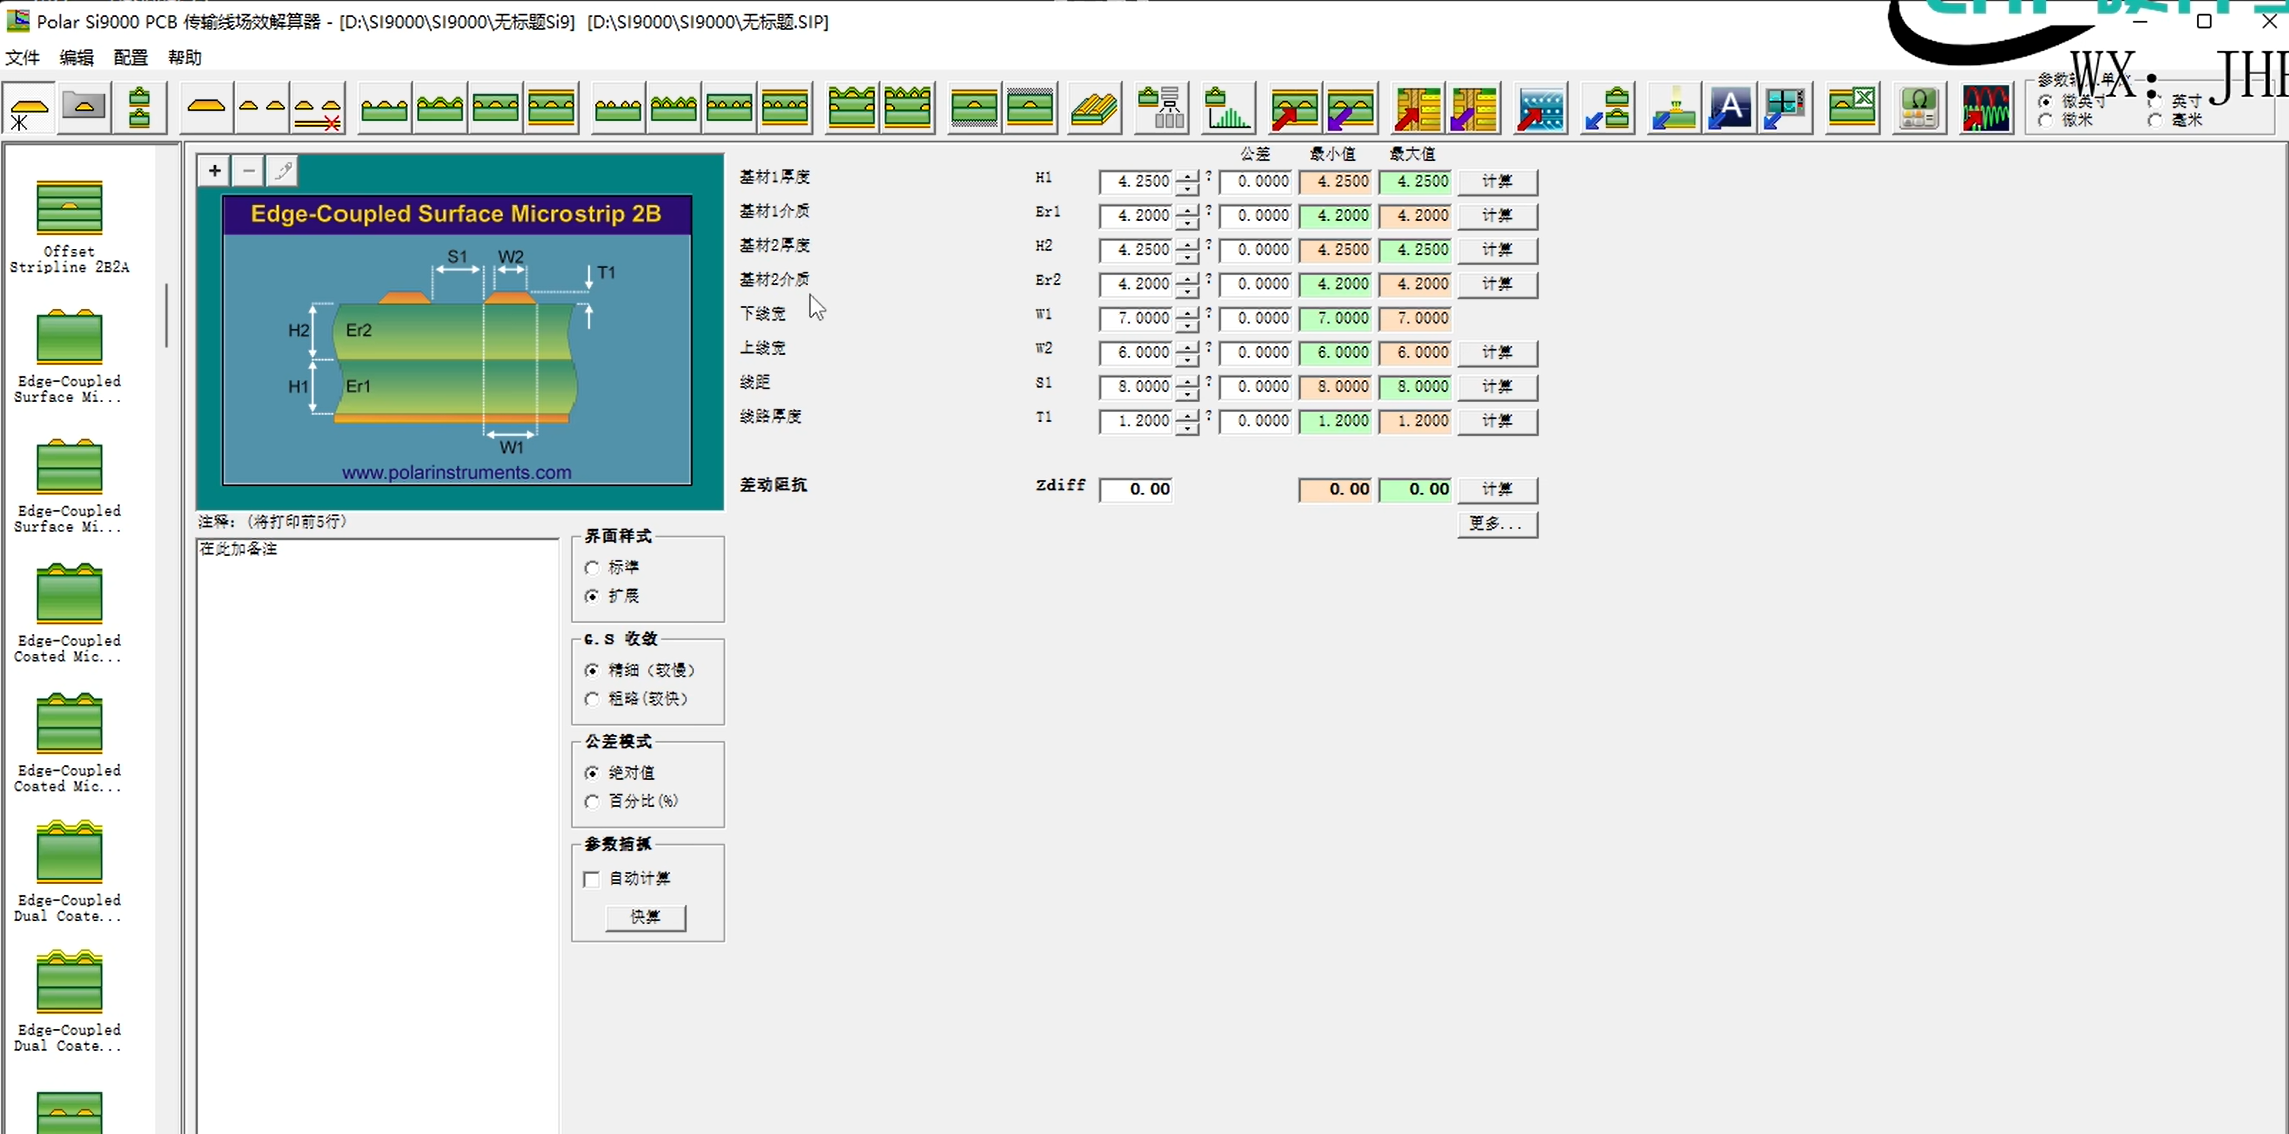 Polar Si9000 PCB 传输线场效解算器 - [D:\SI9000\SI9000\无标题Si9] [D:\SI9000\SI9000\无标题.SIP]
文件 编辑 配置 帮助
WX: JHH
微英寸 英寸
微米 毫米
Offset
Stripline 2B2A
Edge-Coupled
Surface Mi...
Edge-Coupled
Surface Mi...
Edge-Coupled
Coated Mic...
Edge-Coupled
Coated Mic...
Edge-Coupled
Dual Coate...
Edge-Coupled
Dual Coate...
Edge-Coupled Surface Microstrip 2B
S1 W2 T1
H2 Er2
H1 Er1
W1
www.polarinstruments.com
注释: (将打印前5行)
在此加备注
界面样式
标准
扩展
G.S 收敛
精细 (较慢)
粗略(较快)
公差模式
绝对值
百分比(%)
参数捕抓
自动计算
快算
公差 最小值 最大值
基材1厚度 H1 4.2500 ? 0.0000 4.2500 4.2500 计算
基材1介质 Er1 4.2000 ? 0.0000 4.2000 4.2000 计算
基材2厚度 H2 4.2500 ? 0.0000 4.2500 4.2500 计算
基材2介质 Er2 4.2000 ? 0.0000 4.2000 4.2000 计算
下线宽 W1 7.0000 ? 0.0000 7.0000 7.0000
上线宽 W2 6.0000 ? 0.0000 6.0000 6.0000 计算
线距 S1 8.0000 ? 0.0000 8.0000 8.0000 计算
线路厚度 T1 1.2000 ? 0.0000 1.2000 1.2000 计算
差动阻抗 Zdiff 0.00 0.00 0.00 计算
更多...